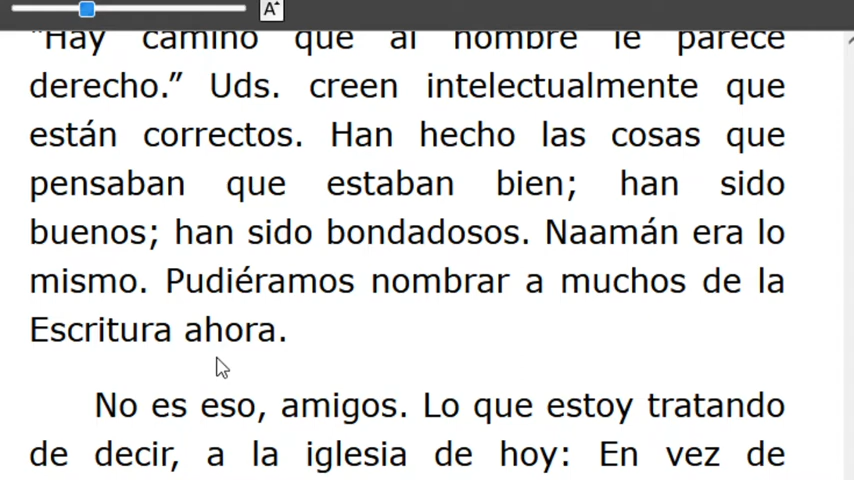 A
"Hay camino que al hombre le parece
derecho.” Uds. creen intelectualmente que
están correctos. Han hecho las cosas que
pensaban que estaban bien; han sido
buenos; han sido bondadosos. Naamán era lo
mismo. Pudiéramos nombrar a muchos de la
Escritura ahora.
No es eso, amigos. Lo que estoy tratando
de decir, a la iglesia de hoy: En vez de